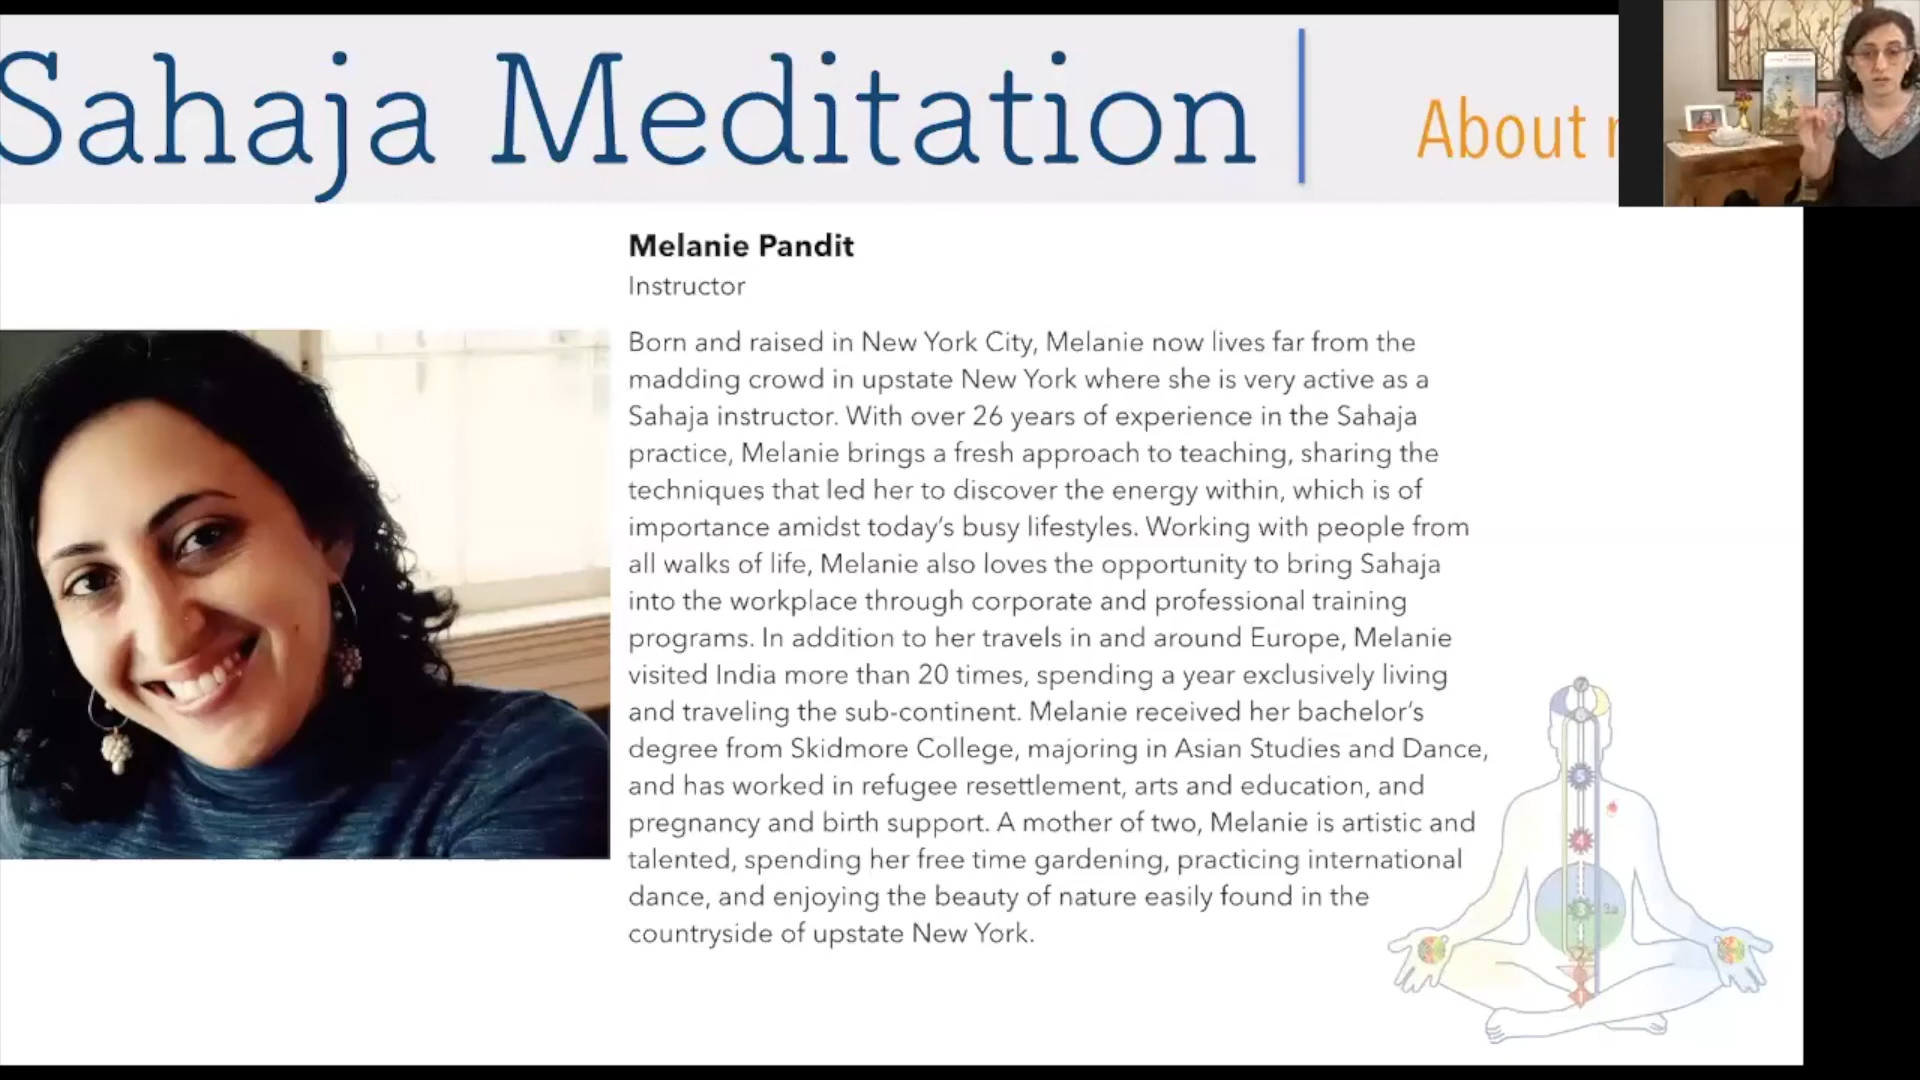 Sahaja Meditation
About
Melanie Pandit
Instructor
Born and raised in New York City, Melanie now lives far from the
madding crowd in upstate New York where she is very active as a
Sahaja instructor. With over 26 years of experience in the Sahaja
practice, Melanie brings a fresh approach to teaching, sharing the
techniques that led her to discover the energy within, which is of
importance amidst today's busy lifestyles. Working with people from
all walks of life, Melanie also loves the opportunity to bring Sahaja
into the workplace through corporate and professional training
programs. In addition to her travels in and around Europe, Melanie
visited India more than 20 times, spending a year exclusively living
and traveling the sub-continent. Melanie received her bachelor's
degree from Skidmore College, majoring in Asian Studies and Dance,
and has worked in refugee resettlement, arts and education, and
pregnancy and birth support. A mother of two, Melanie is artistic and
talented, spending her free time gardening, practicing international
dance, and enjoying the beauty of nature easily found in the
countryside of upstate New York.
7
5
4
3 3a
2
1